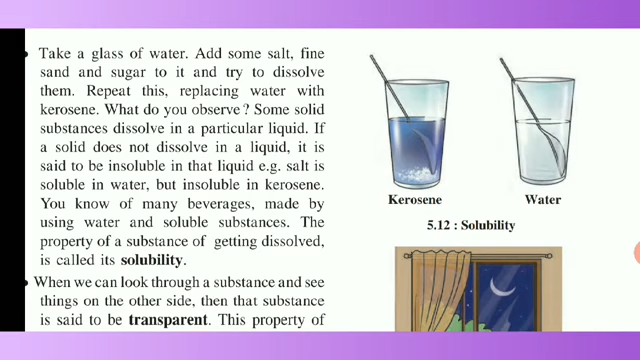 Take a glass of water. Add some salt, fine
sand and sugar to it and try to dissolve
them. Repeat this, replacing water with
kerosene. What do you observe? Some solid
substances dissolve in a particular liquid. If
a solid does not dissolve in a liquid, it is
said to be insoluble in that liquid e.g. salt is
soluble in water, but insoluble in kerosene.
You know of many beverages, made by
using water and soluble substances. The
property of a substance of getting dissolved,
is called its solubility.
When we can look through a substance and see
things on the other side, then that substance
is said to be transparent. This property of
Kerosene
Water
5.12 : Solubility